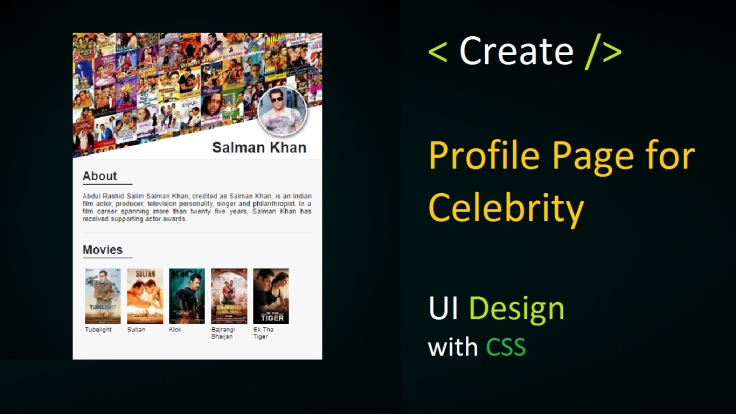 Salman Khan
About
Abdul Rashid Salim Salman Khan, credited as Salman Khan, is an Indian
film actor, producer, television personality, singer and philanthropist. In a
film career spanning more than twenty five years, Salman Khan has
received supporting actor awards.
Movies
TUBELIGHT
SULTAN
TIGER
Tubelight
Sultan
Kick
Bajrangi
Bhaijan
Ek Tha
Tiger
< Create />
Profile Page for
Celebrity
UI Design
with CSS